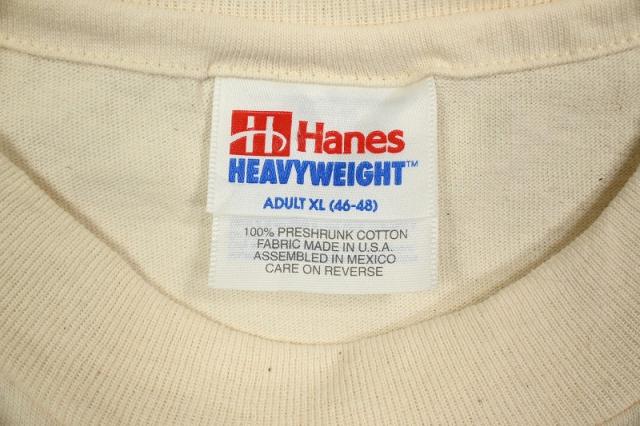 H Hanes
HEAVYWEIGHT™
ADULT XL (46-48)
100% PRESHRUNK COTTON
FABRIC MADE IN U.S.A.
ASSEMBLED IN MEXICO
CARE ON REVERSE